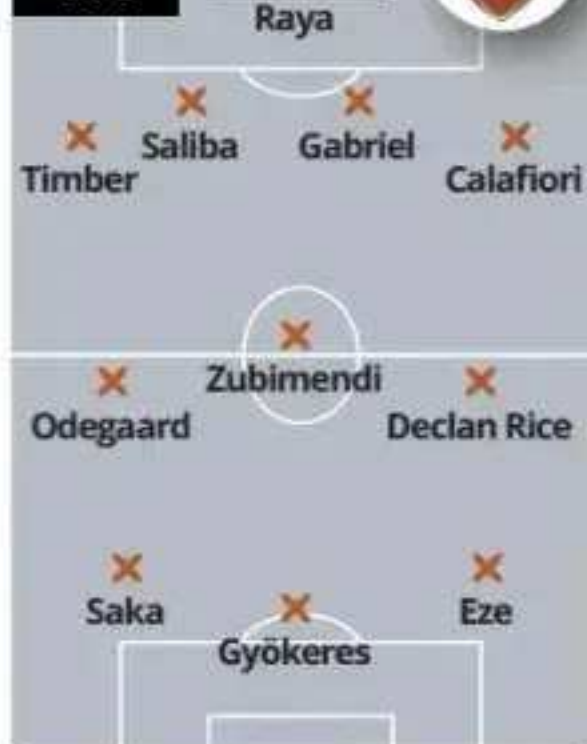 Raya
Saliba
Gabriel
Timber
Calafiori
Zubimendi
Odegaard
Declan Rice
Saka
Eze
Gyökeres